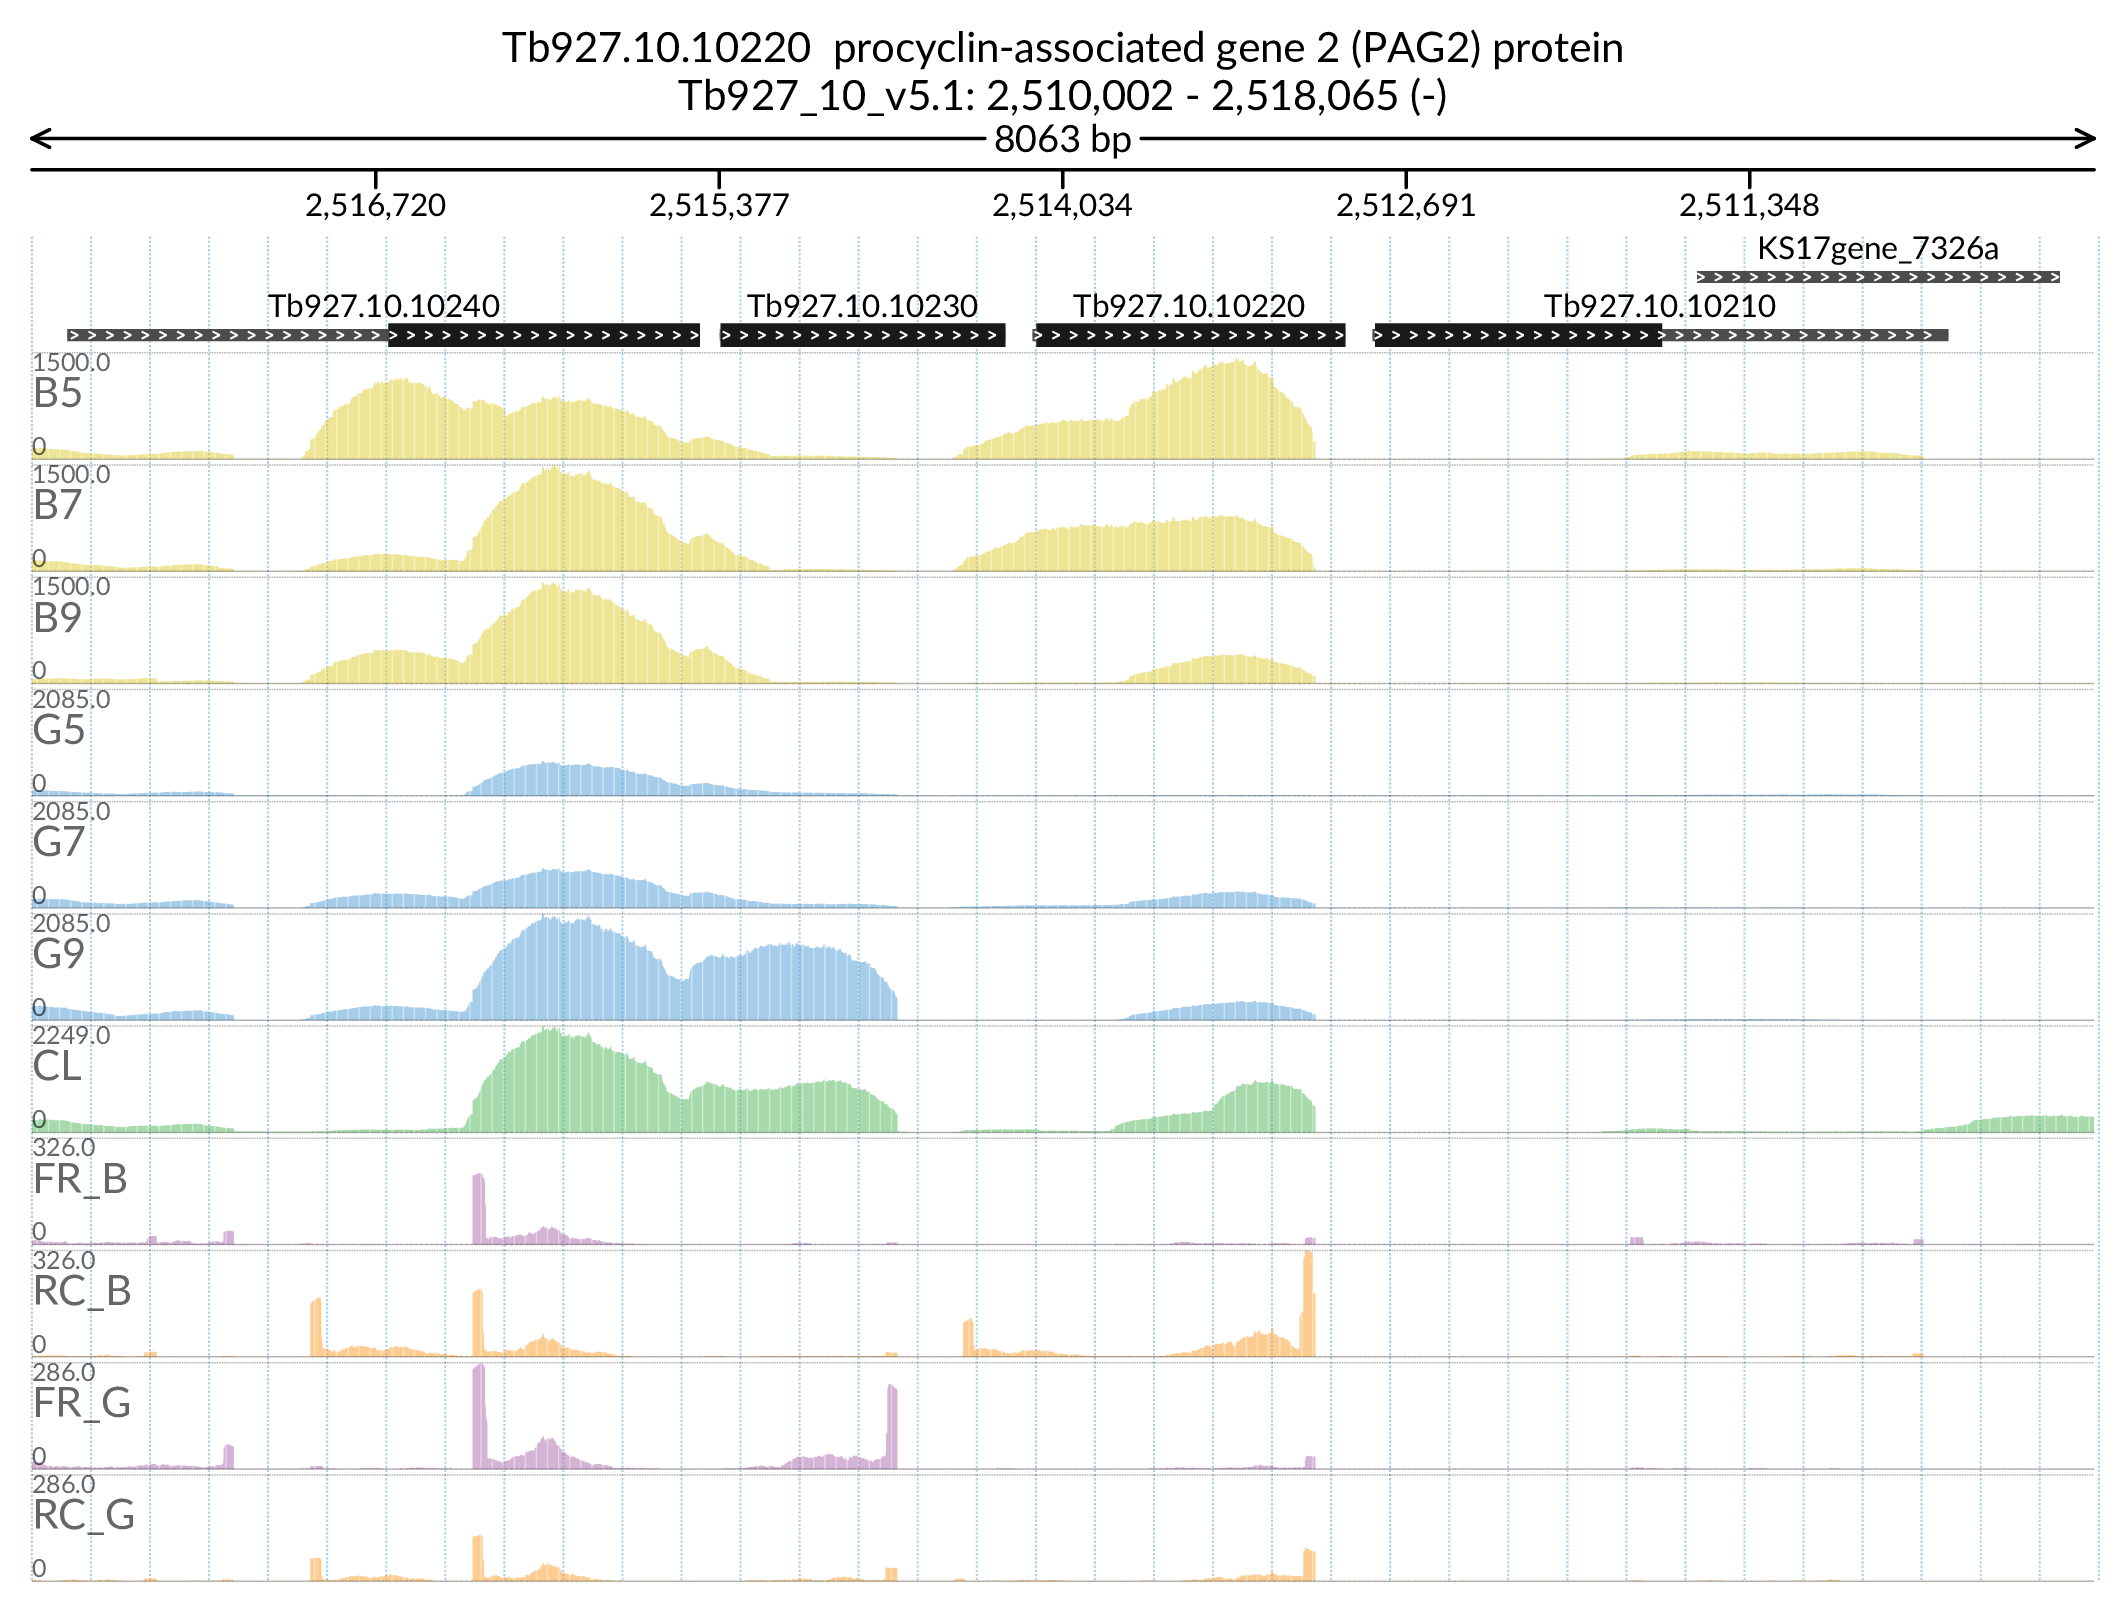 Tb927.10.10220  procyclin-associated gene 2 (PAG2) protein
Tb927_10_v5.1: 2,510,002 - 2,518,065 (-)
8063 bp
2,516,720 2,515,377 2,514,034 2,512,691 2,511,348
KS17gene_7326a
Tb927.10.10240 Tb927.10.10230 Tb927.10.10220 Tb927.10.10210
1500.0
B5
0
1500.0
B7
0
1500.0
B9
0
2085.0
G5
0
2085.0
G7
0
2085.0
G9
0
2249.0
CL
0
326.0
FR_B
0
326.0
RC_B
0
286.0
FR_G
0
286.0
RC_G
0